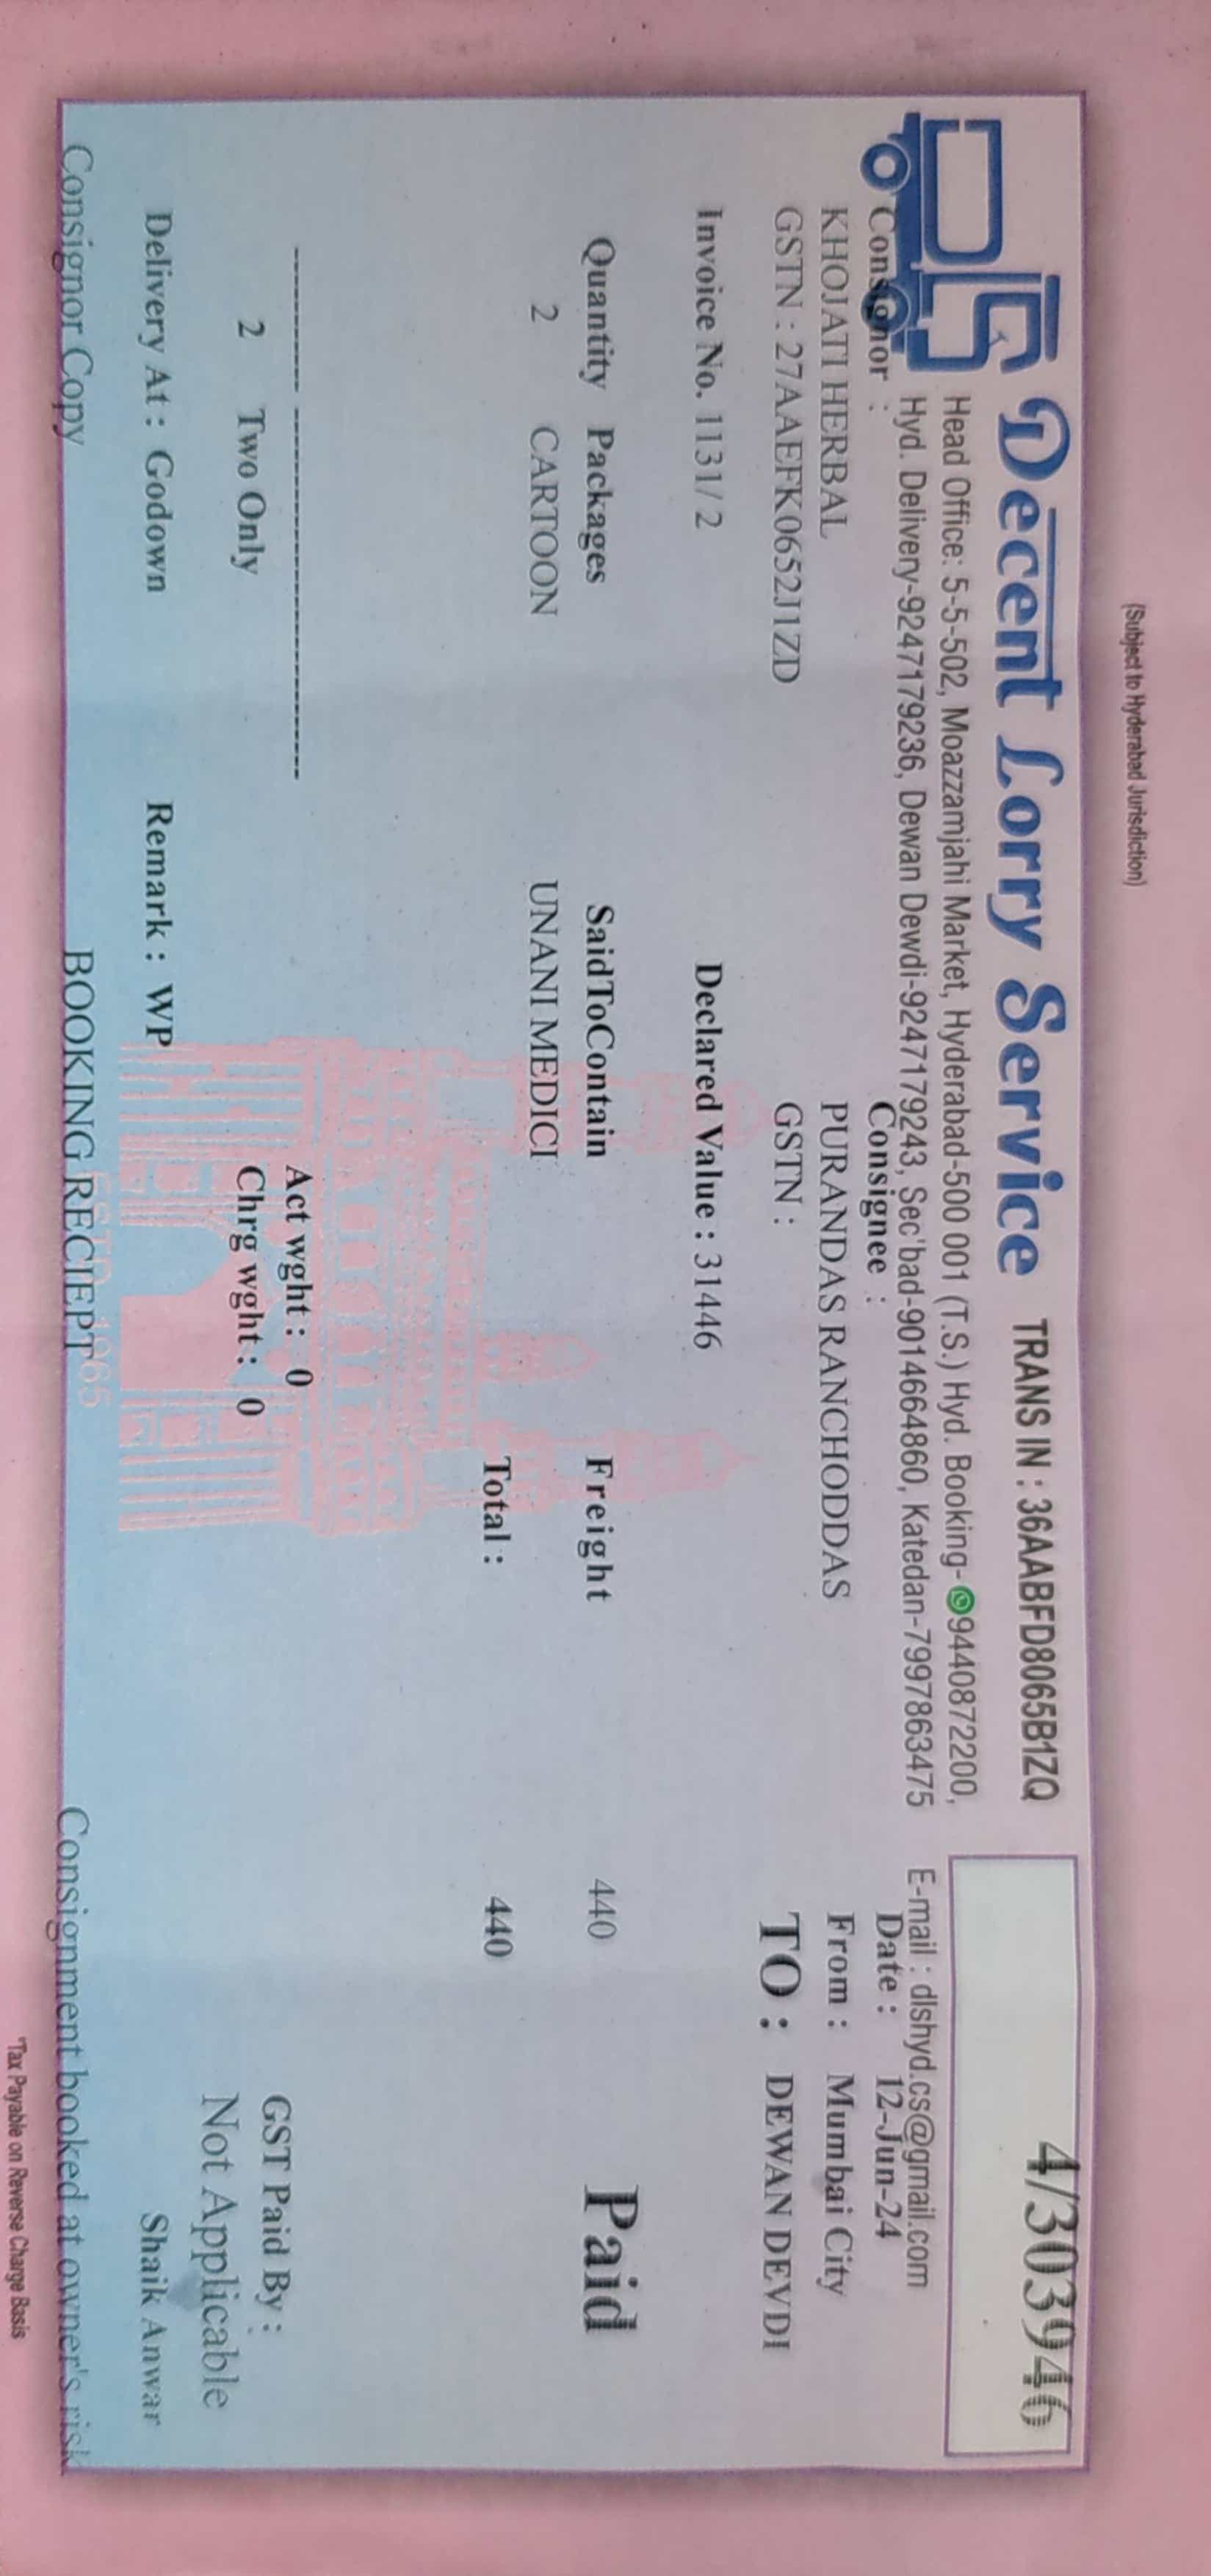 (Subject to Hyderabad Jurisdiction)
DLS Decent Lorry Service TRANS IN : 36AABFD8065B1ZQ 4/303946
Head Office: 5-5-502, Moazzamjahi Market, Hyderabad-500 001 (T.S.) Hyd. Booking- 9440872200,
Hyd. Delivery-9247179236, Dewan Dewdi-9247179243, Sec'bad-9014664860, Katedan-7997863475 E-mail : dlshyd.cs@gmail.com
Consignor : Consignee : Date : 12-Jun-24
KHOJATI HERBAL PURANDAS RANCHODDAS From : Mumbai City
GSTN : 27AAEFK0652J1ZD GSTN : TO : DEWAN DEVDI
Invoice No. 1131/2 Declared Value : 31446
Quantity Packages SaidToContain Freight 440 Paid
2 CARTOON UNANI MEDICI
Total : 440
Act wght : 0 GST Paid By :
2 Two Only Chrg wght : 0 Not Applicable
Delivery At : Godown Remark : WP Shaik Anwar
ESTD. 1965
Consignor Copy BOOKING RECIEPT Consignment booked at owner's risk
*Tax Payable on Reverse Charge Basis